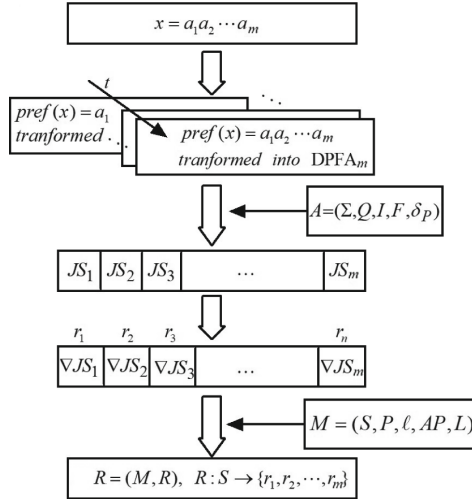 x = a₁a₂⋯aₘ
t
⋱
pref(x) = a₁
tranformed ⋱
pref(x) = a₁a₂⋯aₘ
tranformed into DPFAₘ
A=(Σ,Q,I,F,δ_P)
JS₁ JS₂ JS₃ … JSₘ
r₁ r₂ r₃ rₙ
∇JS₁ ∇JS₂ ∇JS₃ … ∇JSₘ
M = (S,P,ℓ,AP,L)
R = (M,R), R:S→{r₁,r₂,⋯,rₘ}